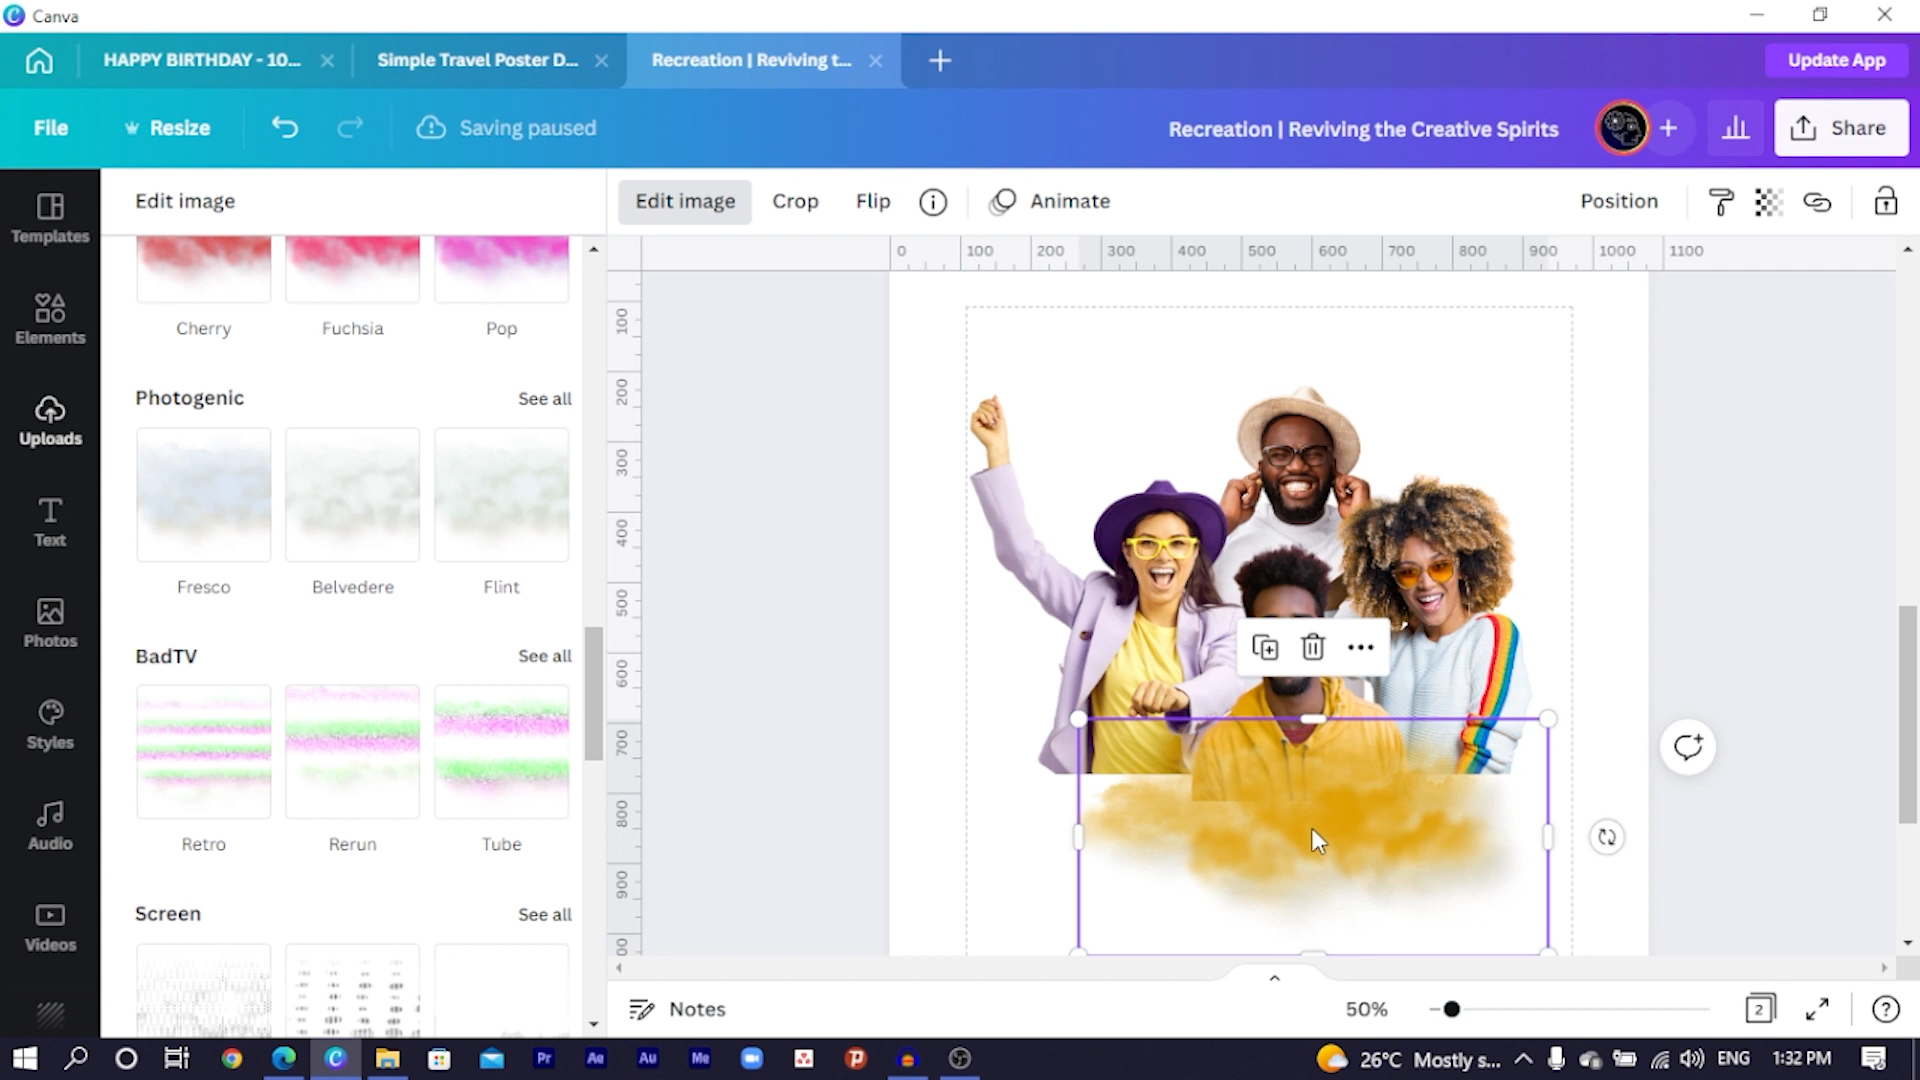 Canva
HAPPY BIRTHDAY - 10...
Simple Travel Poster D...
Recreation | Reviving t...
Update App
File
Resize
Saving paused
Recreation | Reviving the Creative Spirits
Share
Edit image
Edit image
Crop
Flip
Animate
Position
Templates
Elements
Uploads
Text
Photos
Styles
Audio
Videos
Cherry
Fuchsia
Pop
Photogenic
See all
Fresco
Belvedere
Flint
BadTV
See all
Retro
Rerun
Tube
Screen
See all
0 100 200 300 400 500 600 700 800 900 1000 1100
100
200
300
400
500
600
700
800
900
Notes
50%
2
Pr
Ae
Au
Me
26°C Mostly s...
ENG
1:32 PM